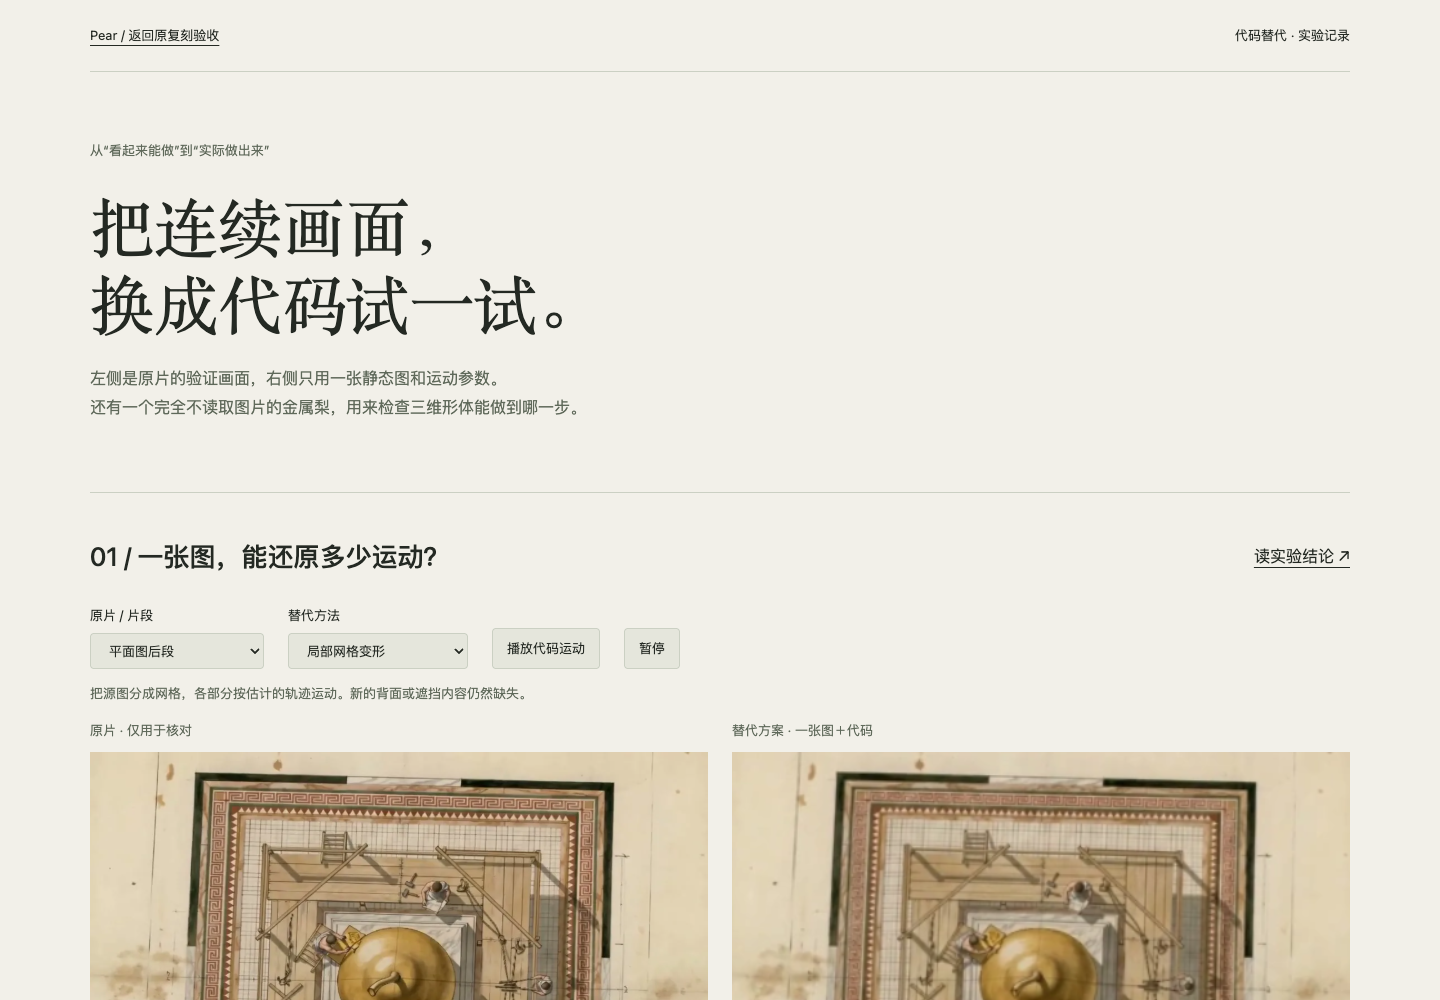 Pear / 返回原复刻验收
代码替代 · 实验记录
从“看起来能做”到“实际做出来”
把连续画面，
换成代码试一试。
左侧是原片的验证画面，右侧只用一张静态图和运动参数。
还有一个完全不读取图片的金属梨，用来检查三维形体能做到哪一步。
01 / 一张图，能还原多少运动？
读实验结论 ↗
原片 / 片段
替代方法
平面图后段
局部网格变形
播放代码运动
暂停
把源图分成网格，各部分按估计的轨迹运动。新的背面或遮挡内容仍然缺失。
原片 · 仅用于核对
替代方案 · 一张图＋代码